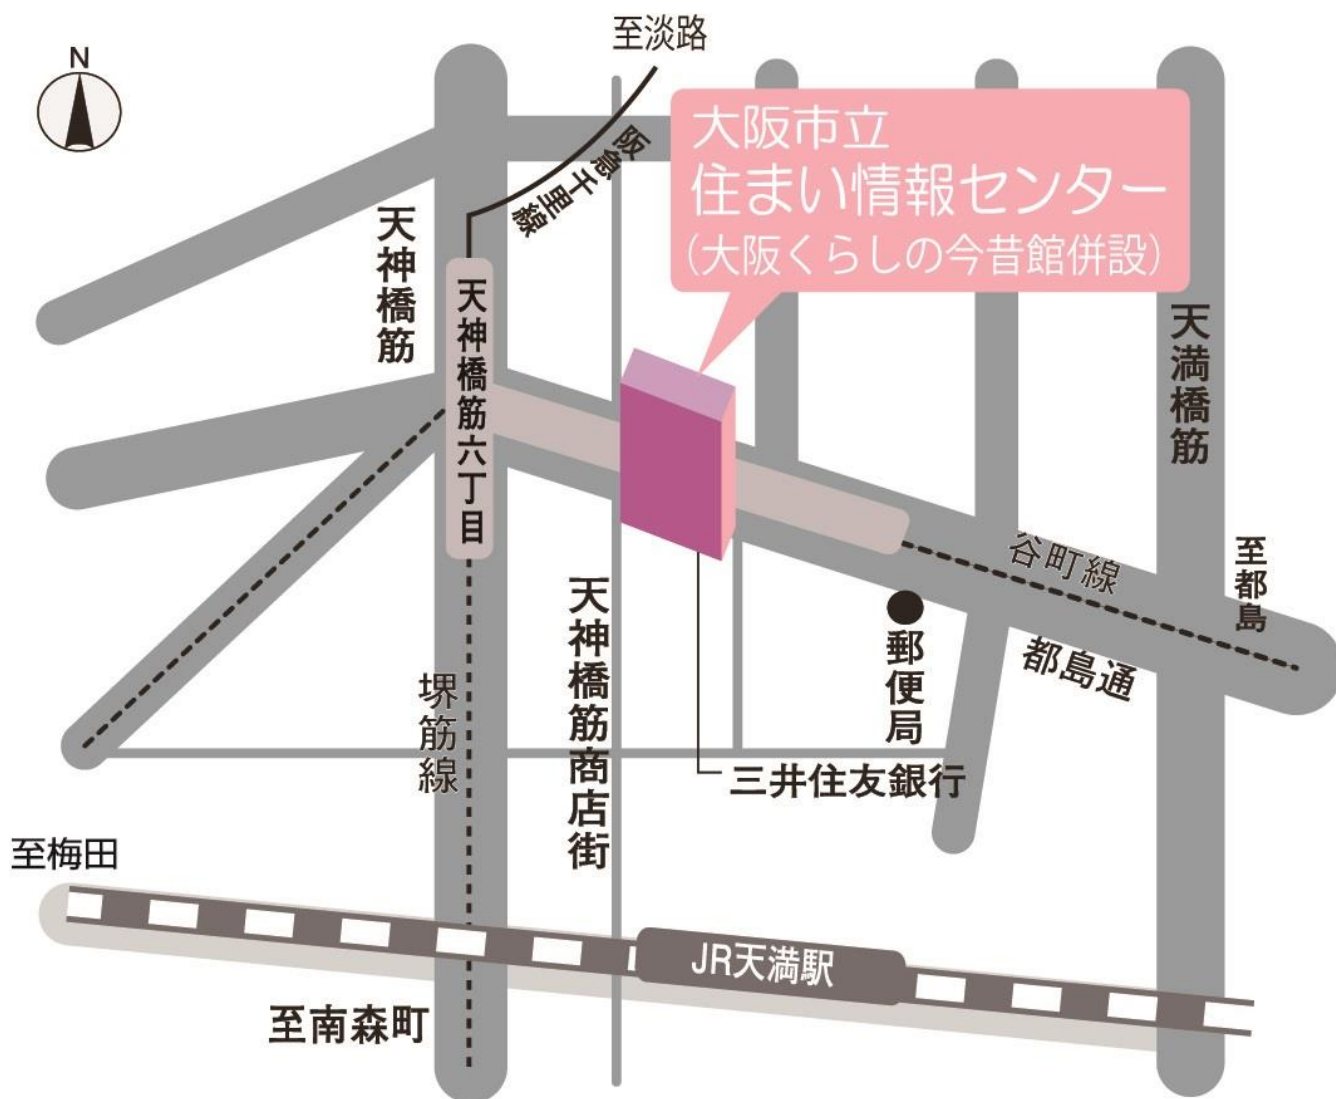 N
至淡路
大阪市立
住まい情報センター
（大阪くらしの今昔館併設）
阪急千里線
天神橋筋
天神橋筋六丁目
天満橋筋
谷町線
至都島
都島通
郵便局
天神橋筋商店街
堺筋線
三井住友銀行
至梅田
JR天満駅
至南森町